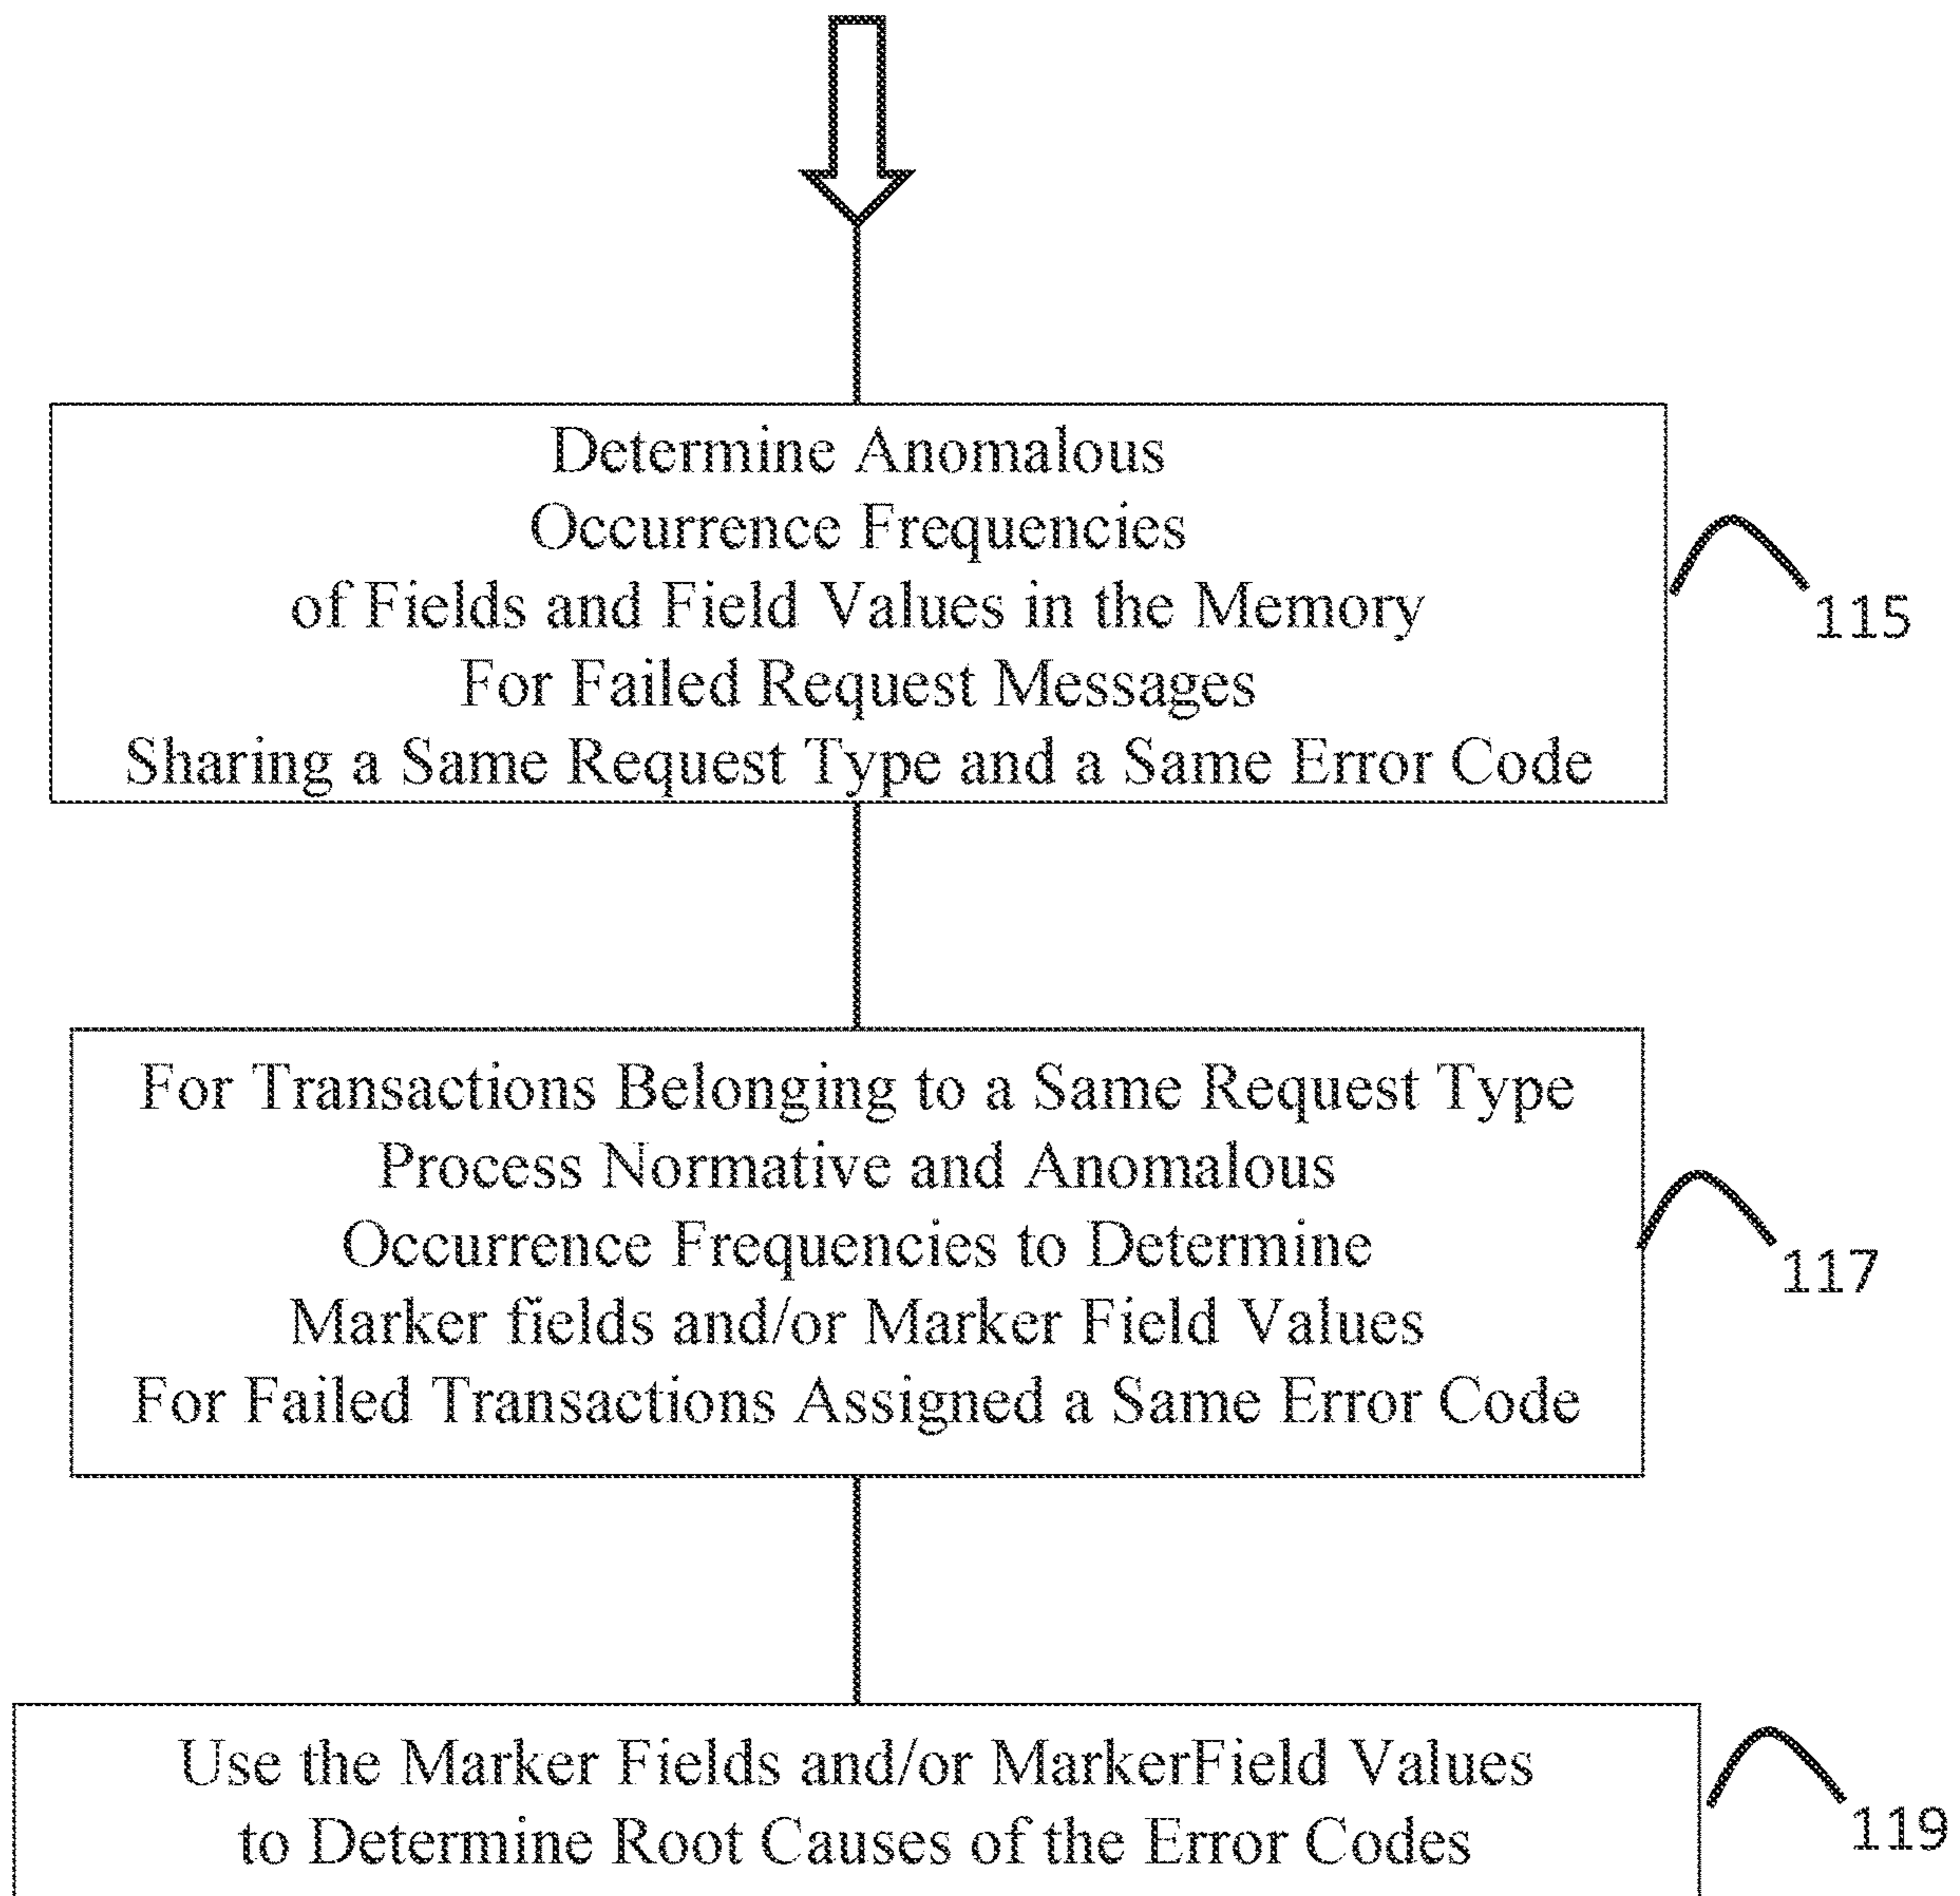 Determine Anomalous
Occurrence Frequencies
of Fields and Field Values in the Memory
For Failed Request Messages
Sharing a Same Request Type and a Same Error Code
115
For Transactions Belonging to a Same Request Type
Process Normative and Anomalous
Occurrence Frequencies to Determine
Marker fields and/or Marker Field Values
For Failed Transactions Assigned a Same Error Code
117
Use the Marker Fields and/or MarkerField Values
to Determine Root Causes of the Error Codes
119